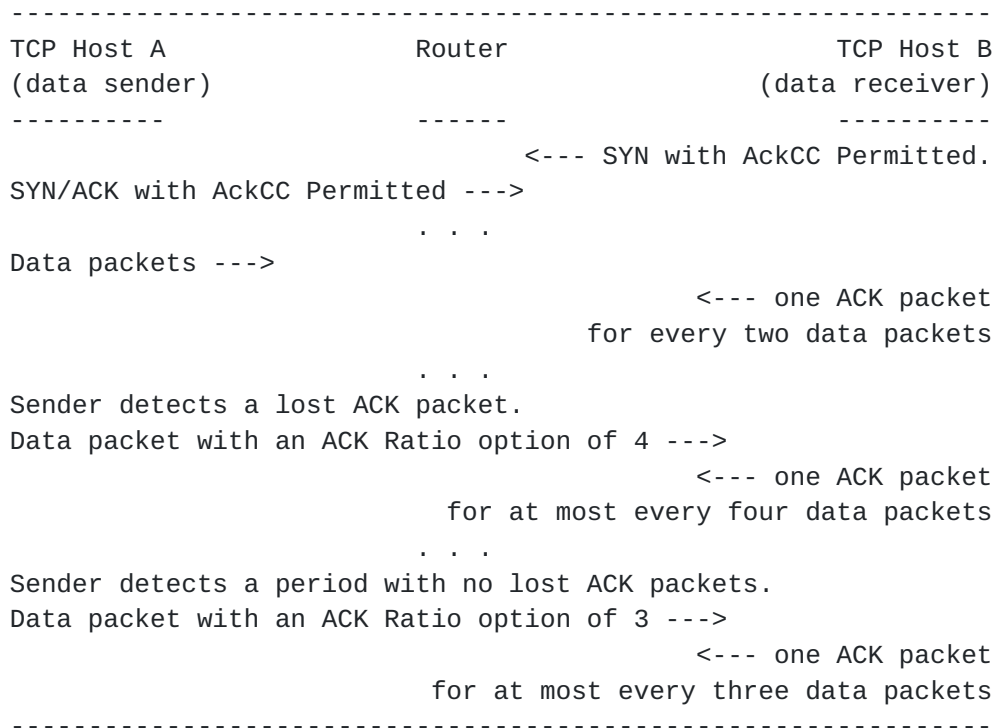 ---------------------------------------------------------------
TCP Host A                Router                     TCP Host B
(data sender)                                   (data receiver)
----------                ------                     ----------
                                 <--- SYN with AckCC Permitted.
SYN/ACK with AckCC Permitted --->
                          . . .
Data packets --->
                                            <--- one ACK packet
                                     for every two data packets
                          . . .
Sender detects a lost ACK packet.
Data packet with an ACK Ratio option of 4 --->
                                            <--- one ACK packet
                            for at most every four data packets
                          . . .
Sender detects a period with no lost ACK packets.
Data packet with an ACK Ratio option of 3 --->
                                            <--- one ACK packet
                           for at most every three data packets
---------------------------------------------------------------